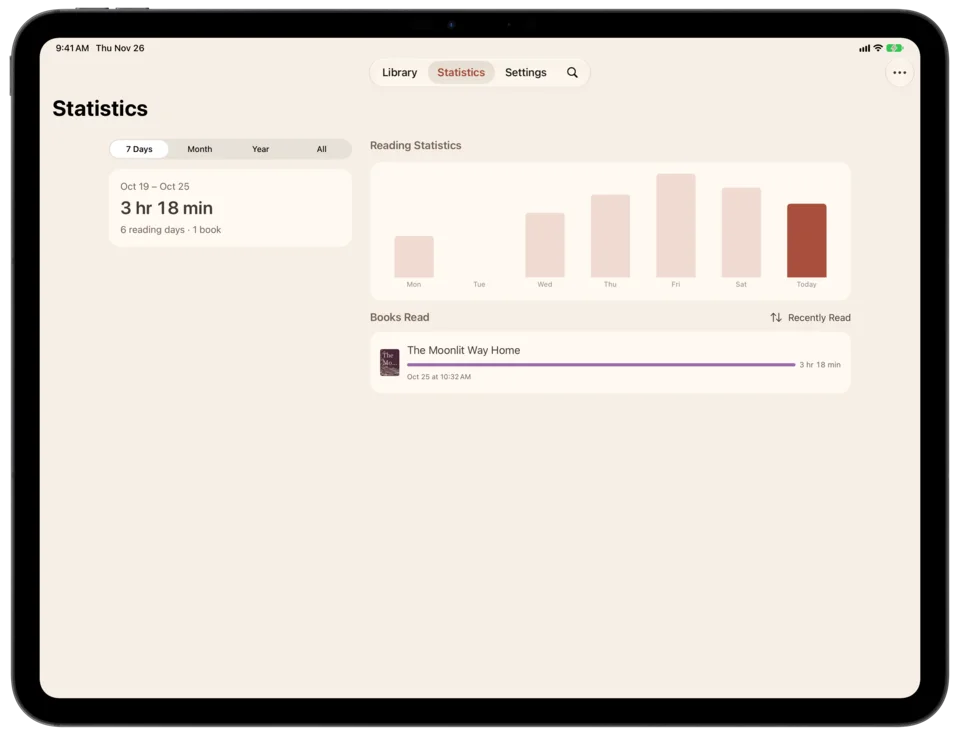 9:41 AM Thu Nov 26
Library Statistics Settings
Statistics
7 Days Month Year All
Oct 19 – Oct 25
3 hr 18 min
6 reading days · 1 book
Reading Statistics
Mon Tue Wed Thu Fri Sat Today
Books Read
Recently Read
The
Mo...
The Moonlit Way Home
3 hr 18 min
Oct 25 at 10:32 AM